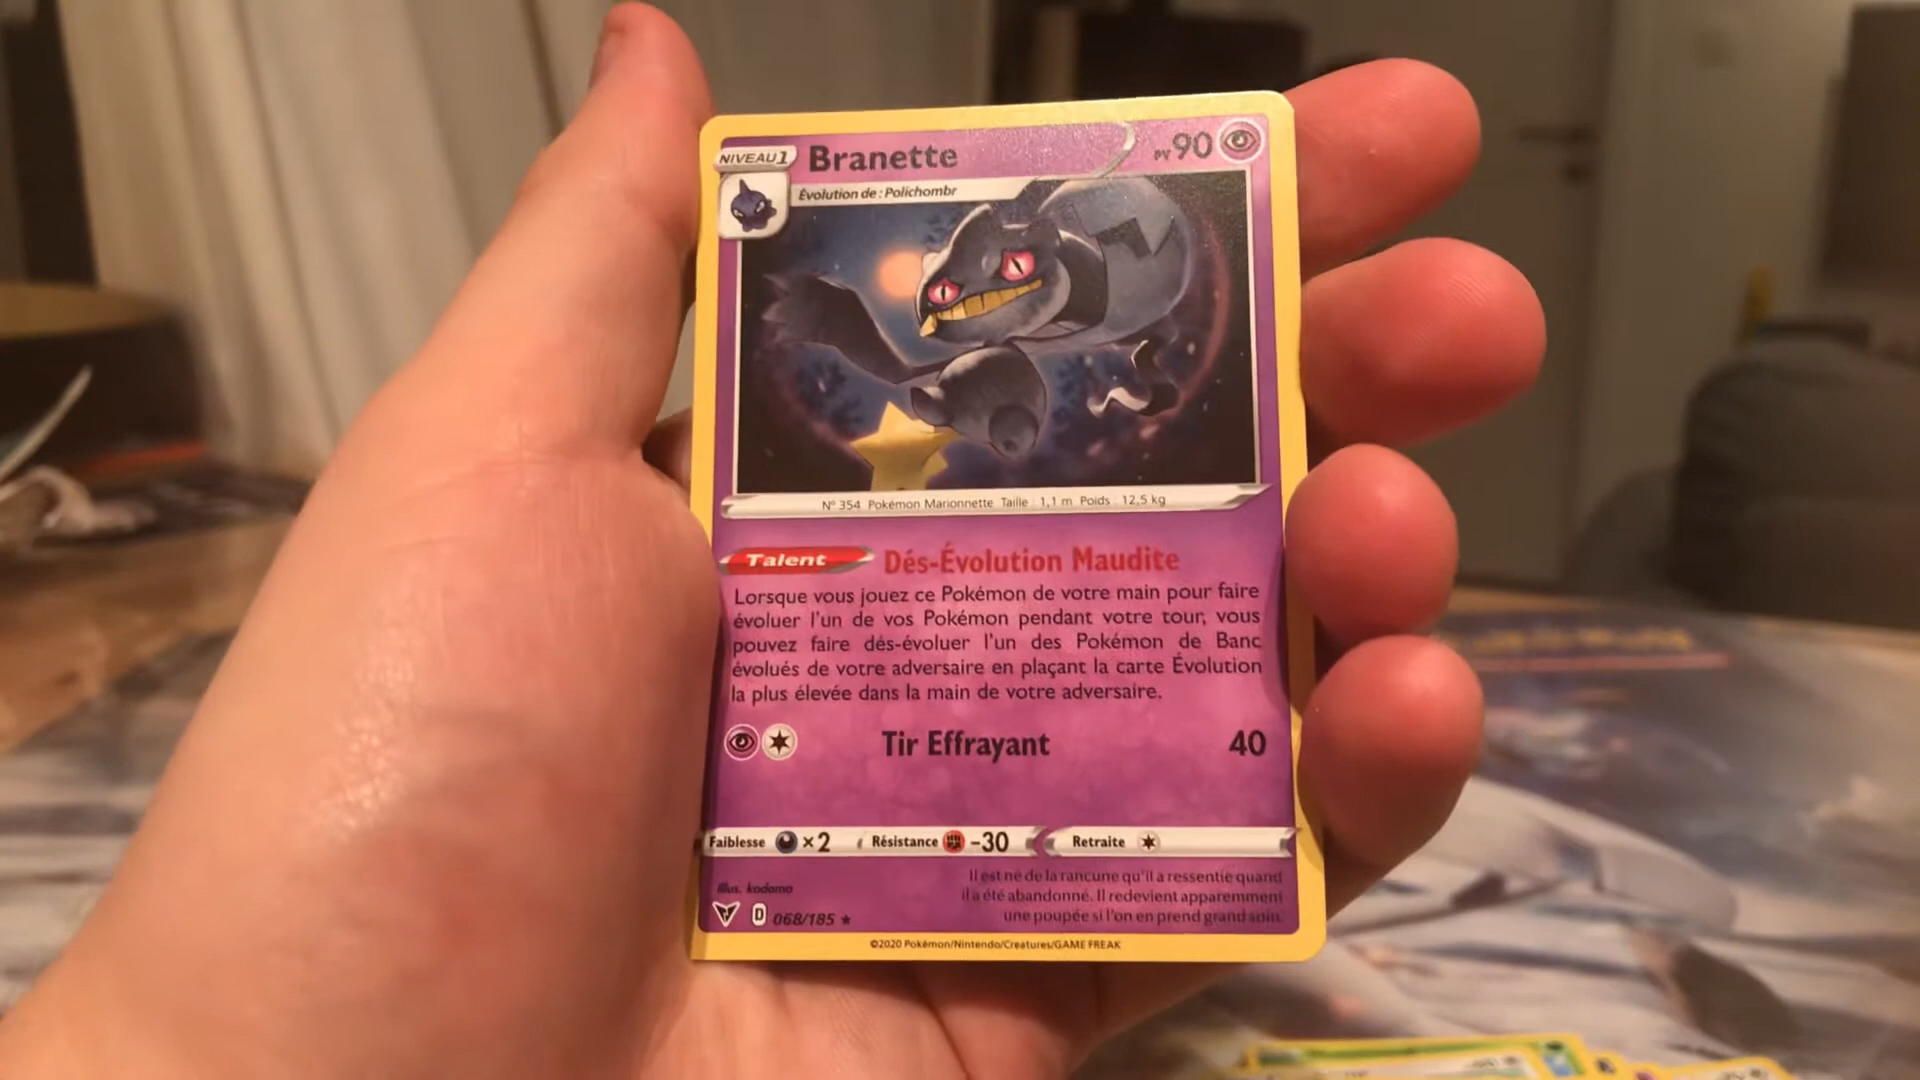 NIVEAU 1 Branette PV 90
Évolution de : Polichombr
N° 354 Pokémon Marionnette Taille : 1,1 m Poids : 12,5 kg
Talent Dés-Évolution Maudite
Lorsque vous jouez ce Pokémon de votre main pour faire
évoluer l'un de vos Pokémon pendant votre tour, vous
pouvez faire dés-évoluer l'un des Pokémon de Banc
évolués de votre adversaire en plaçant la carte Évolution
la plus élevée dans la main de votre adversaire.
Tir Effrayant 40
Faiblesse ×2 Résistance -30 Retraite
Il est né de la rancune qu'il a ressentie quand
il a été abandonné. Il redevient apparemment
une poupée si l'on en prend grand soin.
Illus. kodama
D 068/185 ★
©2020 Pokémon/Nintendo/Creatures/GAME FREAK